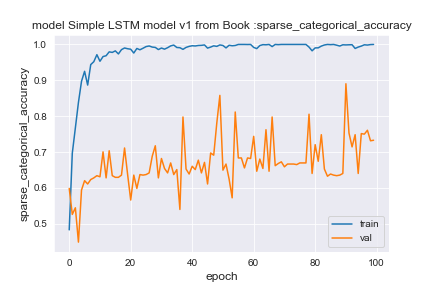 model Simple LSTM model v1 from Book :sparse_categorical_accuracy
1.0
0.9
0.8
0.7
0.6
0.5
sparse_categorical_accuracy
0 20 40 60 80 100
epoch
train
val